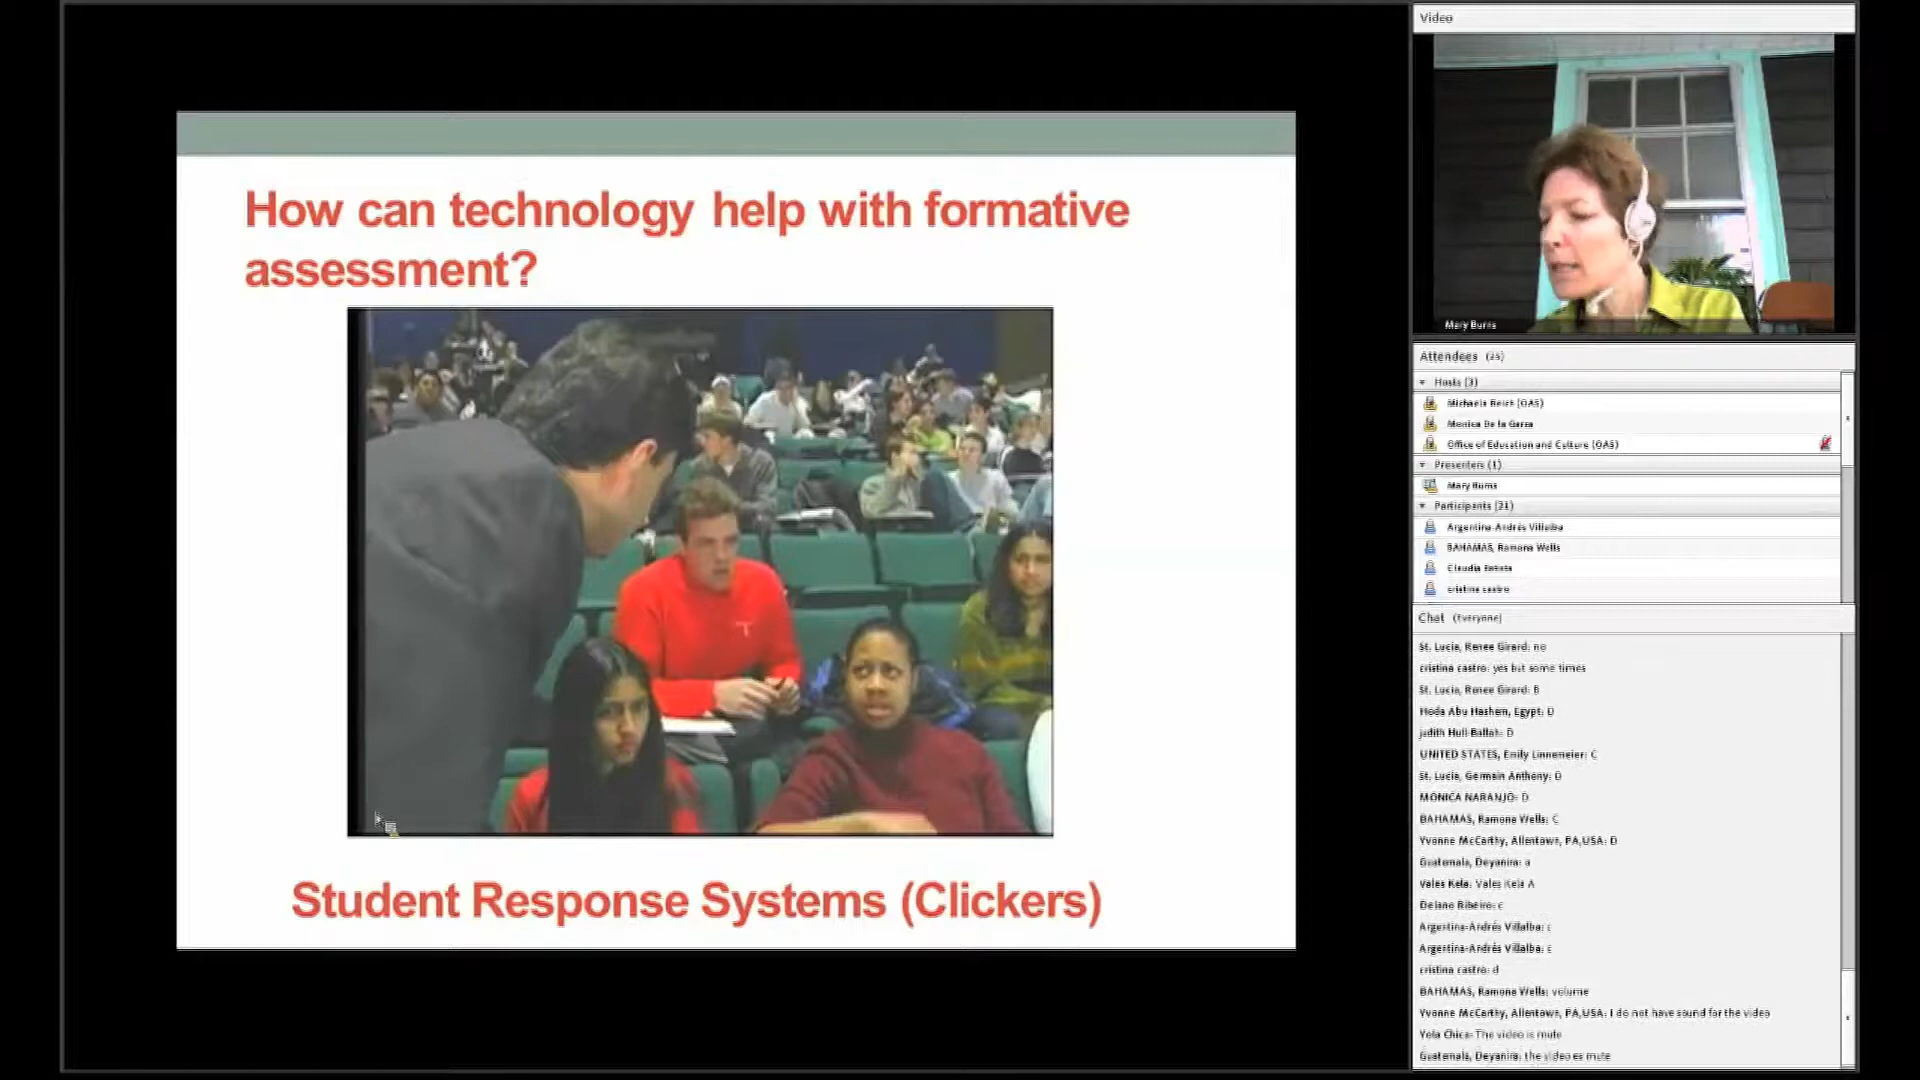 How can technology help with formative
assessment?
Student Response Systems (Clickers)
Video
Mary Burns
Attendees (25)
Hosts (3)
Michaela Reich (OAS)
Monica De la Garza
Office of Education and Culture (OAS)
Presenters (1)
Mary Burns
Participants (21)
Argentina-Andrés Villalba
BAHAMAS, Ramona Wells
Claudia
cristina castro
Chat (Everyone)
St. Lucia, Renee Girard: no
cristina castro: yes but some times
St. Lucia, Renee Girard: B
Hoda Abu Hashem, Egypt: D
judith Hull-Ballah: D
UNITED STATES, Emily Linnemeier: C
St. Lucia, Germain Anthony: D
MONICA NARANJO: D
BAHAMAS, Ramona Wells: C
Yvonne McCarthy, Allentown, PA,USA: D
Guatemala, Deyanira: a
Vales Kela: Vales Kela A
Delano Ribeiro: c
Argentina-Andrés Villalba: c
Argentina-Andrés Villalba: c
cristina castro: d
BAHAMAS, Ramona Wells: volume
Yvonne McCarthy, Allentown, PA,USA: I do not have sound for the video
Yola Chica: The video is mute
Guatemala, Deyanira: the video es mute